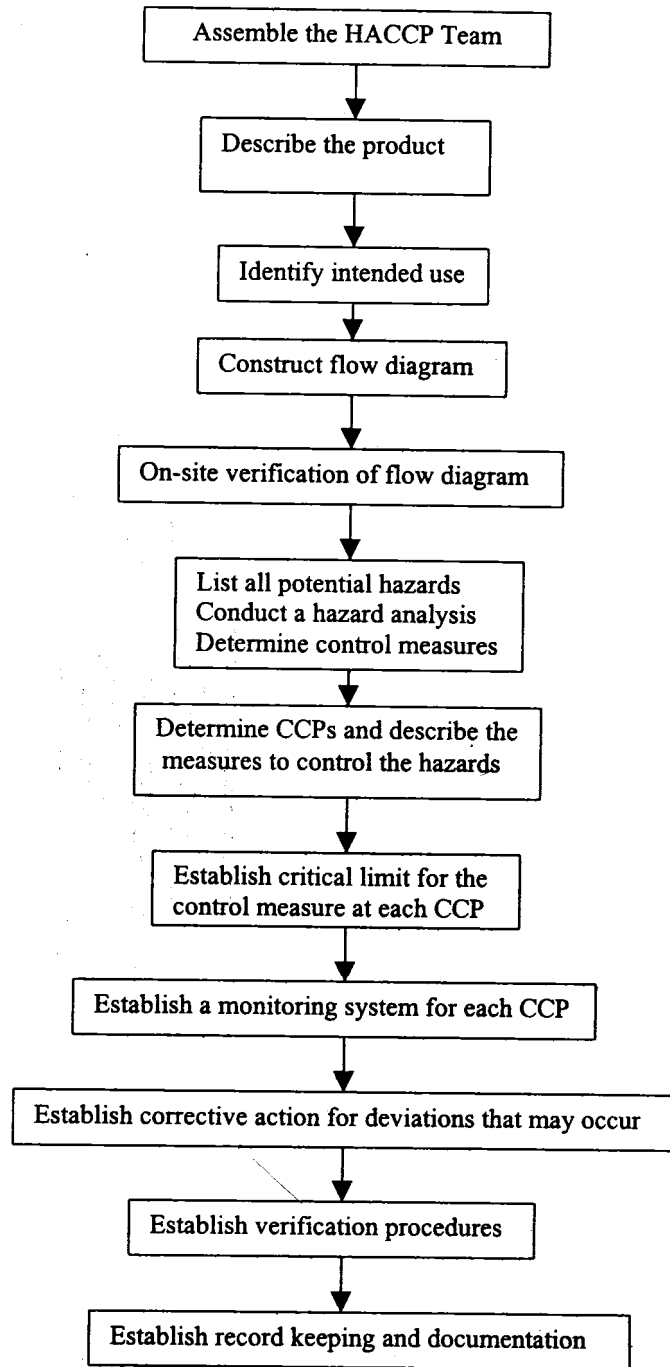 Assemble the HACCP Team
Describe the product
Identify intended use
Construct flow diagram
On-site verification of flow diagram
List all potential hazards
Conduct a hazard analysis
Determine control measures
Determine CCPs and describe the
measures to control the hazards
Establish critical limit for the
control measure at each CCP
Establish a monitoring system for each CCP
Establish corrective action for deviations that may occur
Establish verification procedures
Establish record keeping and documentation